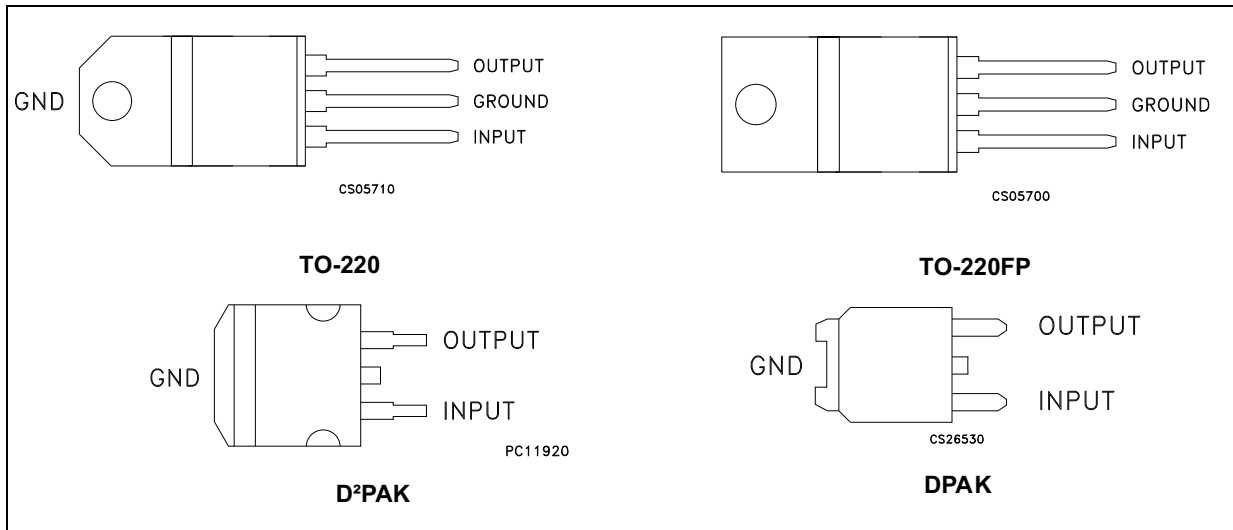 OUTPUT
GND
GROUND
INPUT
CS05710
TO-220
OUTPUT
GROUND
INPUT
CS05700
TO-220FP
OUTPUT
GND
INPUT
PC11920
D²PAK
OUTPUT
GND
INPUT
CS26530
DPAK